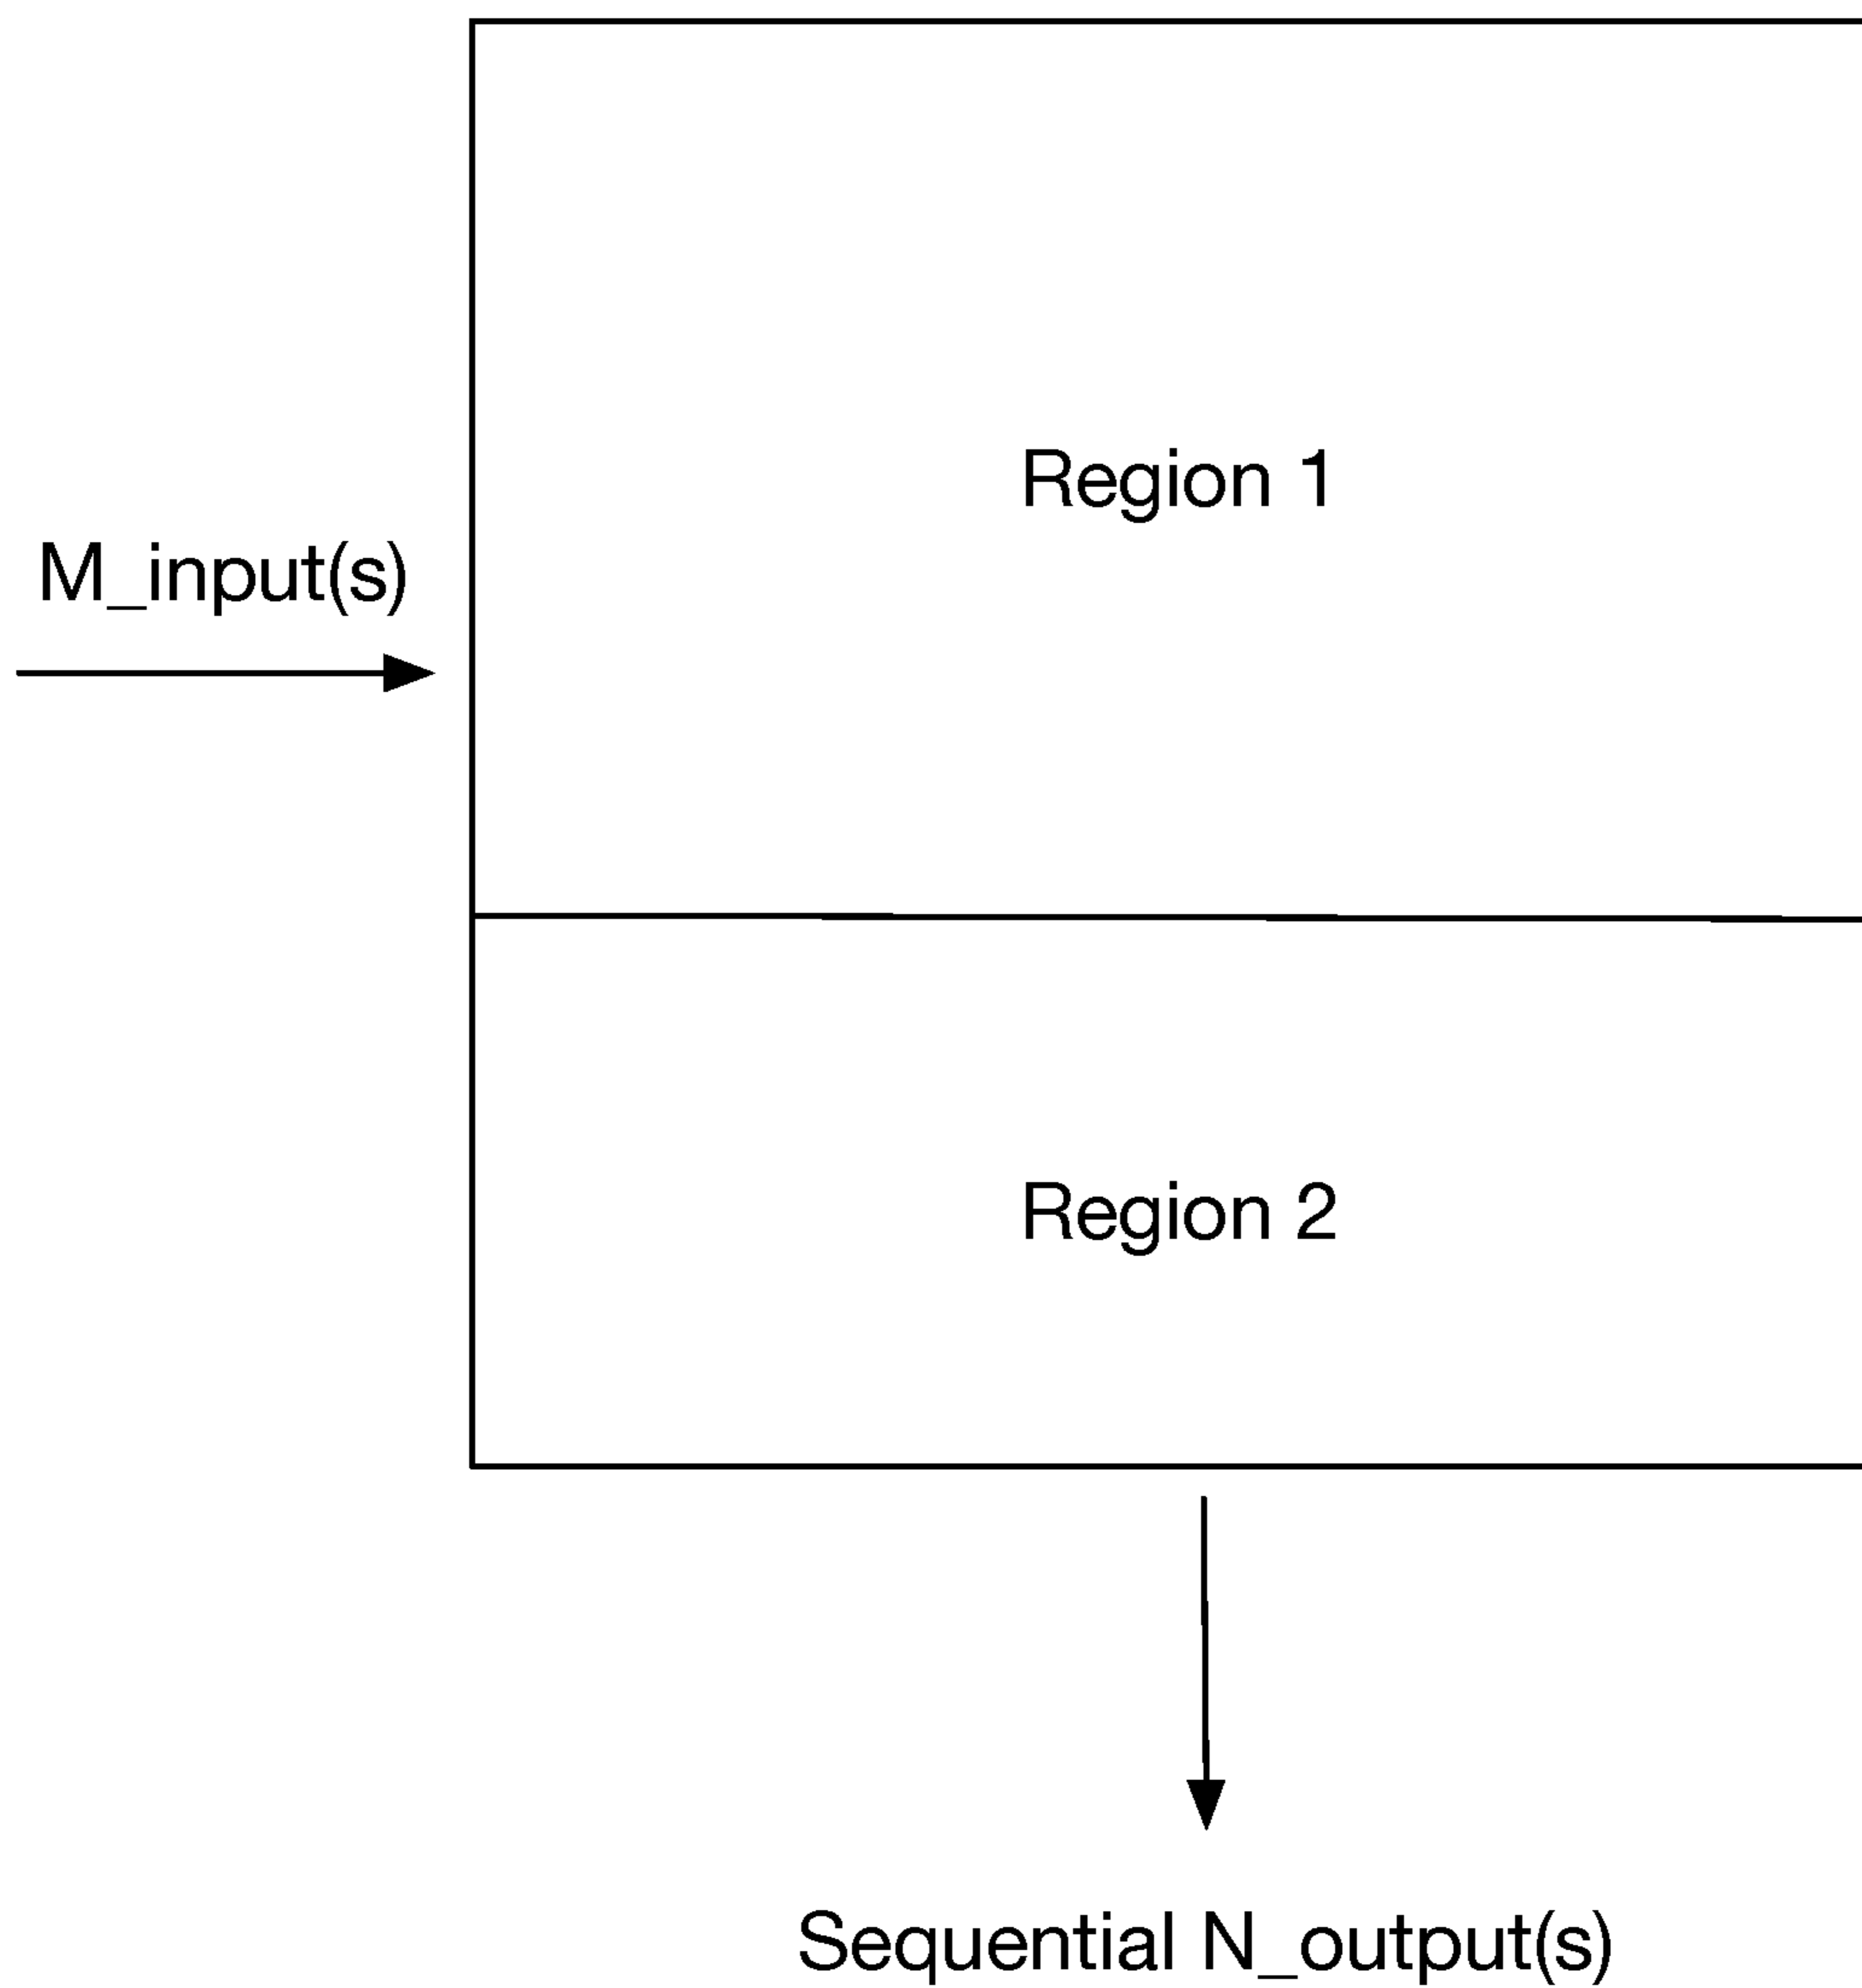 Region 1
M_input(s)
Region 2
Sequential N_output(s)